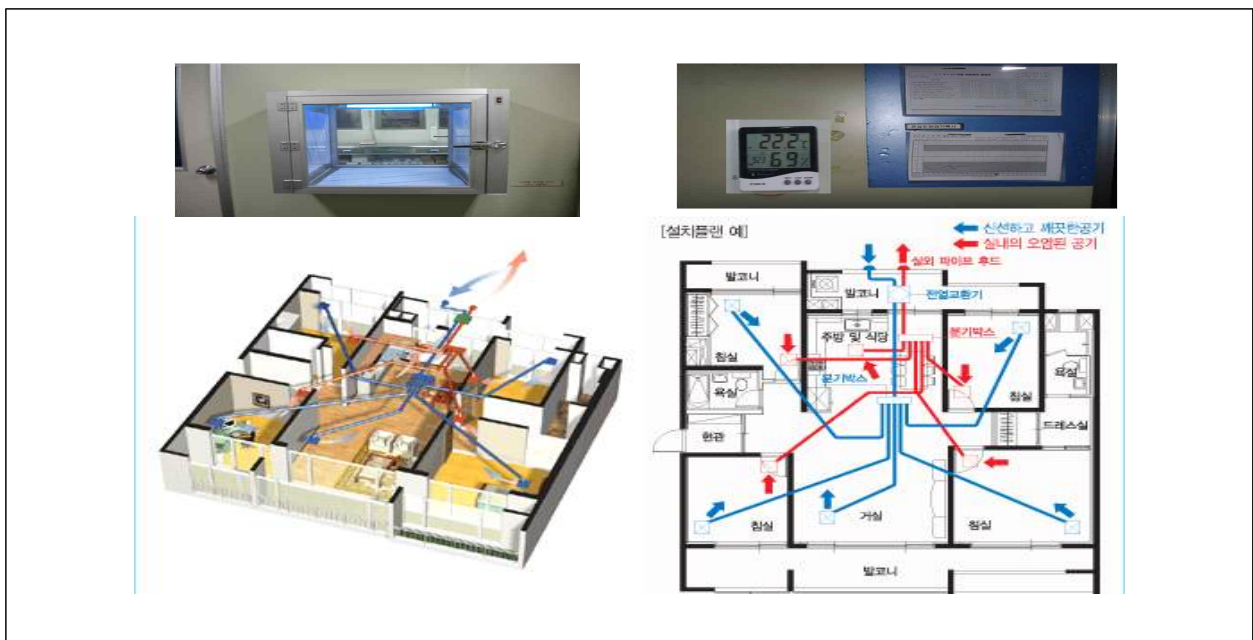 22.2℃
69%
[설치플랜 예]
신선하고 깨끗한공기
실내의 오염된 공기
실외 파이프 후드
발코니
발코니
전열교환기
주방 및 식당
분기박스
침실
분기박스
욕실
욕실
침실
현관
드레스실
침실
거실
침실
발코니